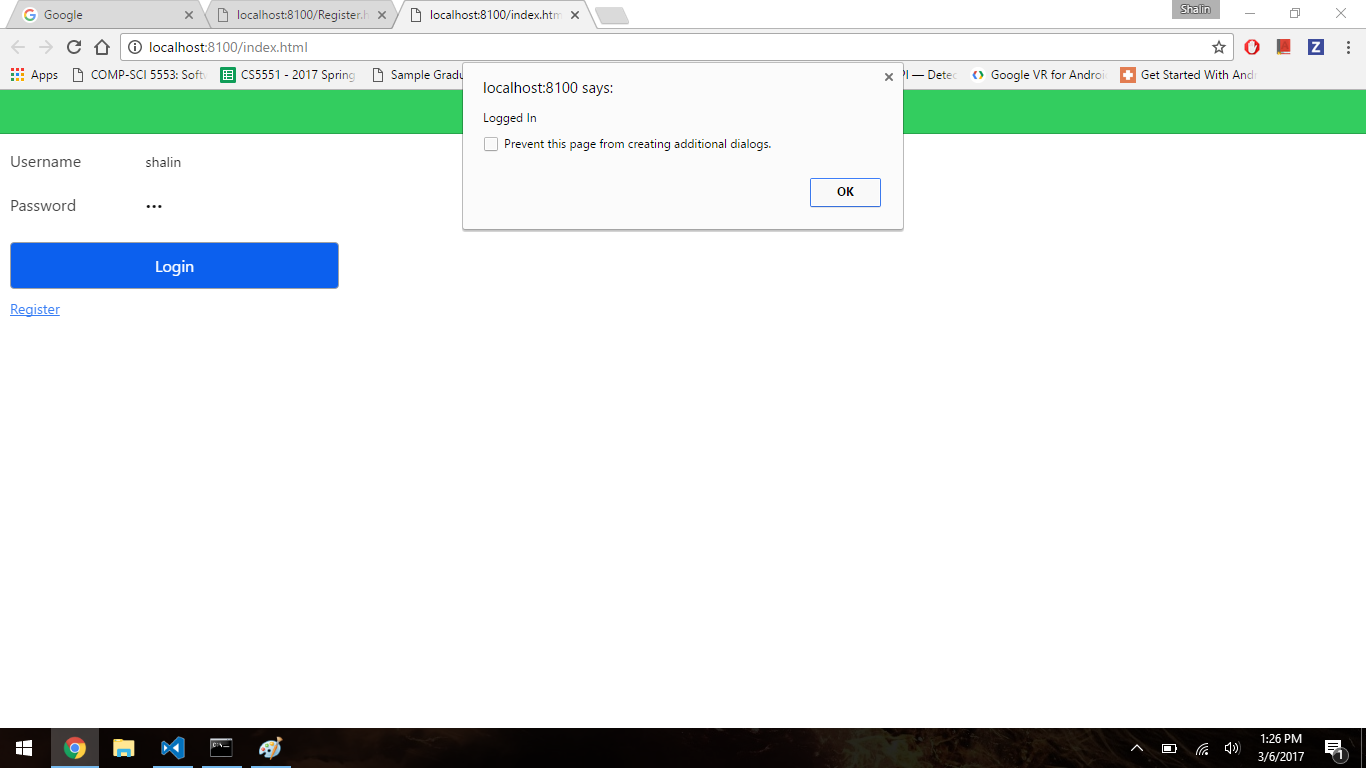 Google
localhost:8100/Register.h
localhost:8100/index.htm
Shalin
localhost:8100/index.html
Apps
COMP-SCI 5553: Soft
CS5551 - 2017 Spring
Sample Gradu
PI — Detec
Google VR for Androi
Get Started With And
localhost:8100 says:
Logged In
Prevent this page from creating additional dialogs.
OK
Username shalin
Password •••
Login
Register
1:26 PM
3/6/2017
1